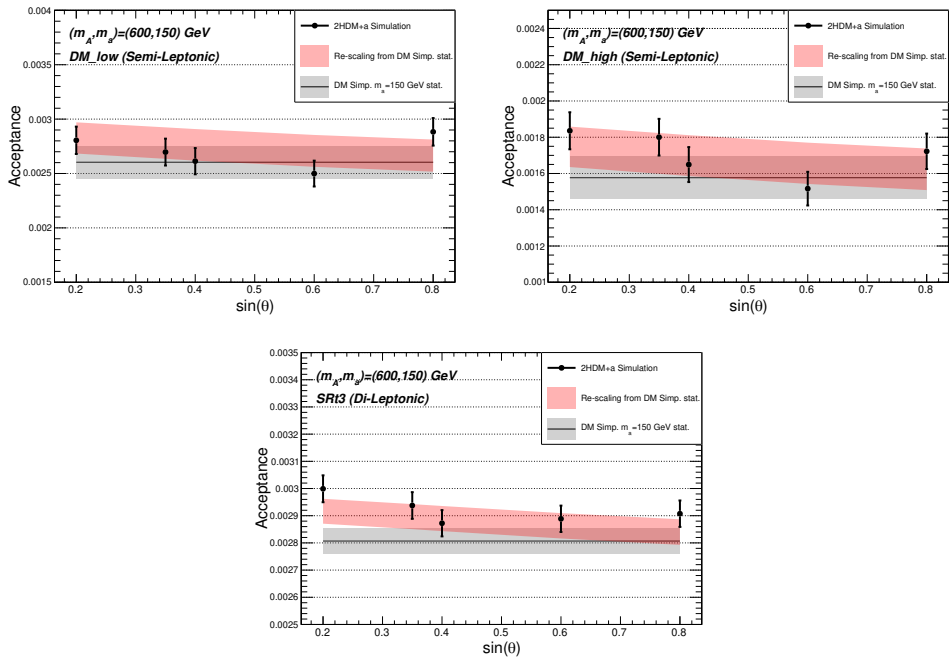 (m_A,m_a)=(600,150) GeV
DM_low (Semi-Leptonic)
2HDM+a Simulation
Re-scaling from DM Simp. stat.
DM Simp. m_a=150 GeV stat.
Acceptance
0.004
0.0035
0.003
0.0025
0.002
0.0015
0.2 0.3 0.4 0.5 0.6 0.7 0.8
sin(θ)
(m_A,m_a)=(600,150) GeV
DM_high (Semi-Leptonic)
2HDM+a Simulation
Re-scaling from DM Simp. stat.
DM Simp. m_a=150 GeV stat.
Acceptance
0.0025
0.0022
0.002
0.0018
0.0016
0.0014
0.0012
0.001
0.2 0.3 0.4 0.5 0.6 0.7 0.8
sin(θ)
(m_A,m_a)=(600,150) GeV
SRt3 (Di-Leptonic)
2HDM+a Simulation
Re-scaling from DM Simp. stat.
DM Simp. m_a=150 GeV stat.
Acceptance
0.0035
0.0034
0.0033
0.0032
0.0031
0.003
0.0029
0.0028
0.0027
0.0026
0.0025
0.2 0.3 0.4 0.5 0.6 0.7 0.8
sin(θ)